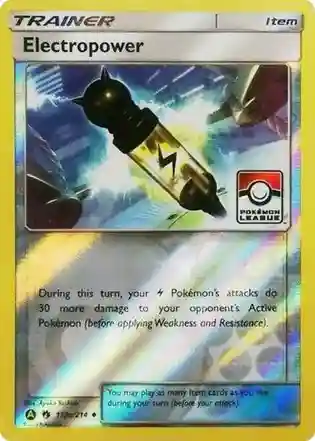 TRAINER Item
Electropower
POKÉMON
LEAGUE
During this turn, your Pokémon's attacks do
30 more damage to your opponent's Active
Pokémon (before applying Weakness and Resistance).
Illus.
You may play as many Item cards as you like
during your turn (before your attack).